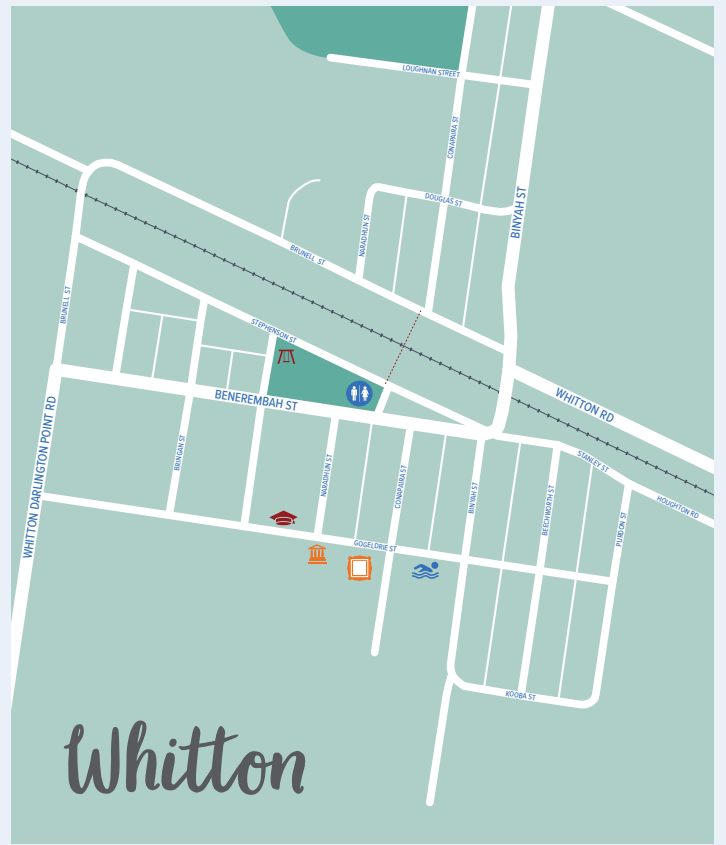 LOUGHNAN STREET
CONAPAIRA ST
DOUGLAS ST
BINYAH ST
NARADHUN ST
BRUNELL ST
BRUNELL ST
STEPHENSON ST
BENEREMBAH ST
WHITTON RD
WHITTON DARLINGTON POINT RD
BRINGAN ST
NARADHUN ST
CONAPAIRA ST
BINYAH ST
BEECHWORTH ST
STANLEY ST
HOUGHTON RD
PURDON ST
GOGELDRIE ST
KOOBA ST
Whitton